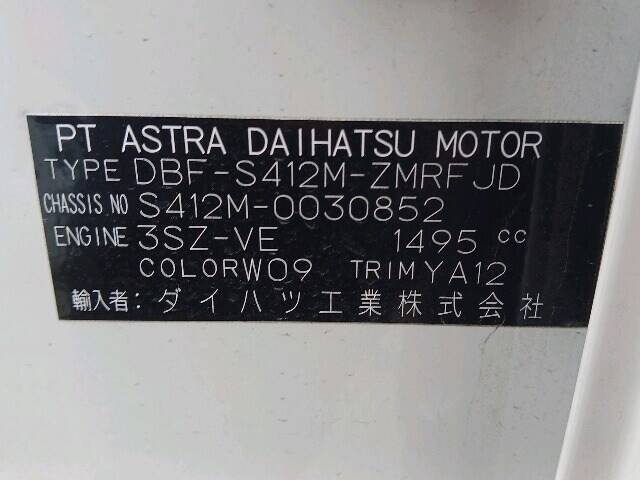 PT ASTRA DAIHATSU MOTOR
TYPE DBF-S412M-ZMRFJD
CHASSIS NO S412M-0030852
ENGINE 3SZ-VE 1495 cc
COLOR W09 TRIM YA12
輸入者: ダイハツ工業株式会社